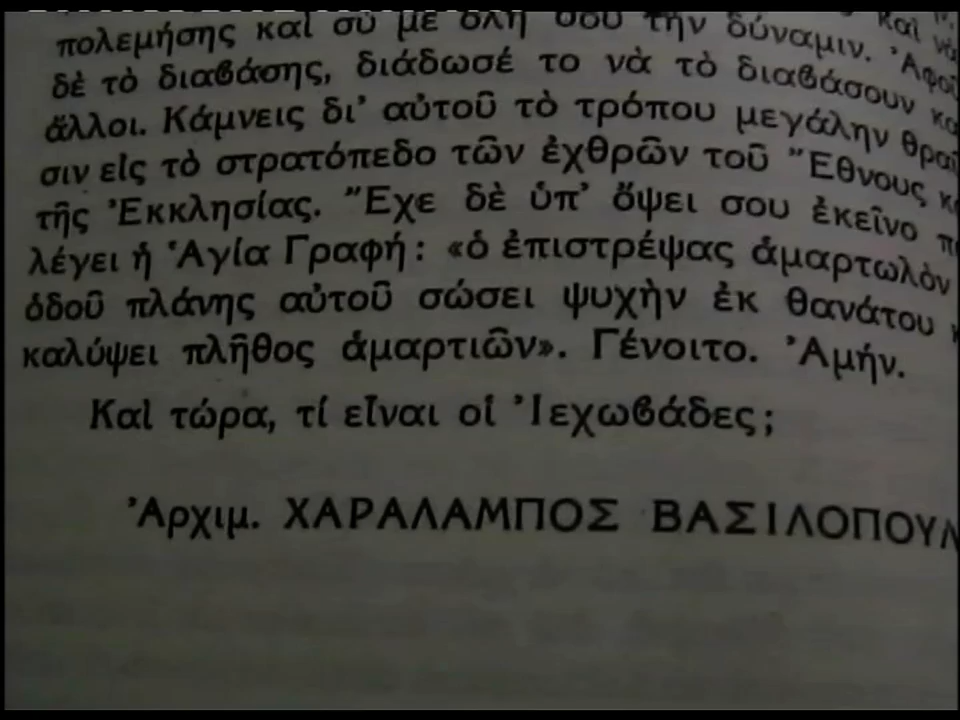 πολεμήσης καὶ σὺ μὲ ὅλη σου τὴν δύναμιν. Καὶ νὰ
δὲ τὸ διαβάσης, διάδωσέ το νὰ τὸ διαβάσουν
ἄλλοι. Κάμνεις δι' αὐτοῦ τὸ τρόπου μεγάλην
σιν εἰς τὸ στρατόπεδο τῶν ἐχθρῶν τοῦ Ἔθνους
τῆς Ἐκκλησίας. Ἔχε δὲ ὑπ' ὄψει σου ἐκεῖνο
λέγει ἡ Ἁγία Γραφή: «ὁ ἐπιστρέψας ἁμαρτωλὸν
ὁδοῦ πλάνης αὐτοῦ σώσει ψυχὴν ἐκ θανάτου
καλύψει πλῆθος ἁμαρτιῶν». Γένοιτο. Ἀμήν.
Καὶ τώρα, τί εἶναι οἱ Ἰεχωβάδες;
Ἀρχιμ. ΧΑΡΑΛΑΜΠΟΣ ΒΑΣΙΛΟΠΟΥΛ